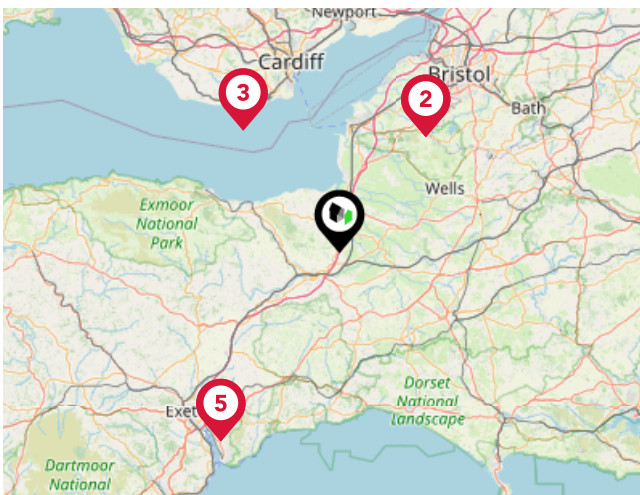 Newport
Cardiff
3
Bristol
2
Bath
Wells
Exmoor
National
Park
Dorset
National
Landscape
5
Exet
Dartmoor
National